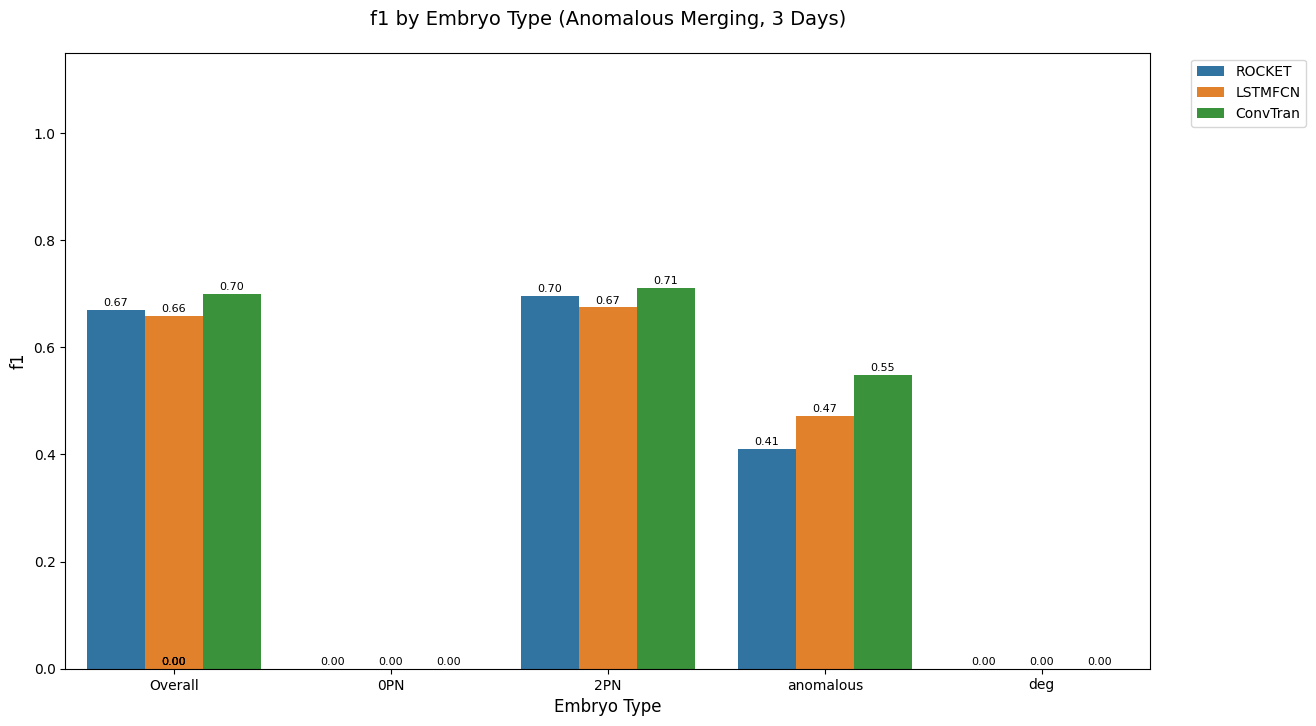 f1 by Embryo Type (Anomalous Merging, 3 Days)
ROCKET
LSTMFCN
ConvTran
f1
1.0
0.8
0.6
0.4
0.2
0.0
0.67
0.66
0.70
0.00
0.00
0.00
0.00
0.70
0.67
0.71
0.41
0.47
0.55
0.00
0.00
0.00
Overall
0PN
2PN
anomalous
deg
Embryo Type